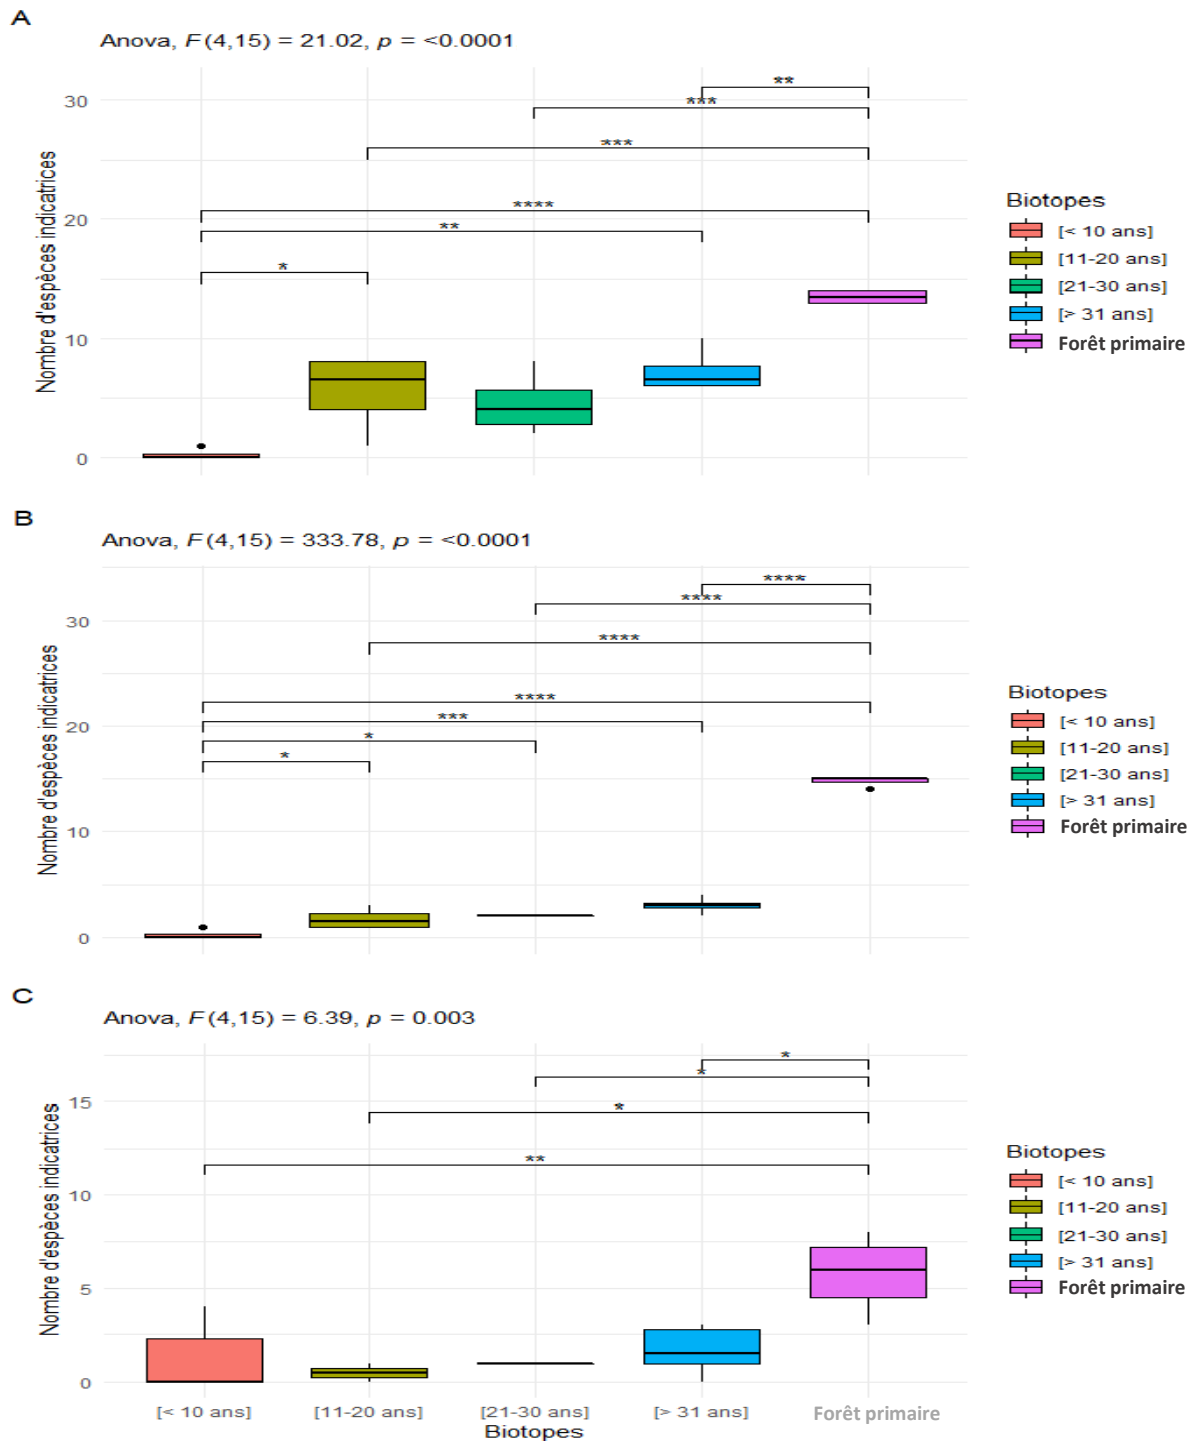 A
Anova, F(4,15) = 21.02, p = <0.0001
Nombre d'espèces indicatrices
30
20
10
0
**
***
***
****
**
*
Biotopes
[< 10 ans]
[11-20 ans]
[21-30 ans]
[> 31 ans]
Forêt primaire
B
Anova, F(4,15) = 333.78, p = <0.0001
Nombre d'espèces indicatrices
30
20
10
0
****
****
****
****
***
*
*
Biotopes
[< 10 ans]
[11-20 ans]
[21-30 ans]
[> 31 ans]
Forêt primaire
C
Anova, F(4,15) = 6.39, p = 0.003
Nombre d'espèces indicatrices
15
10
5
0
*
*
*
**
Biotopes
[< 10 ans]
[11-20 ans]
[21-30 ans]
[> 31 ans]
Forêt primaire
[< 10 ans] [11-20 ans] [21-30 ans] [> 31 ans] Forêt primaire
Biotopes